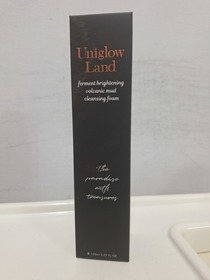 Uniglow
Land
ferment brightening
volcanic mud
cleansing foam
The
paradise
with
treasures